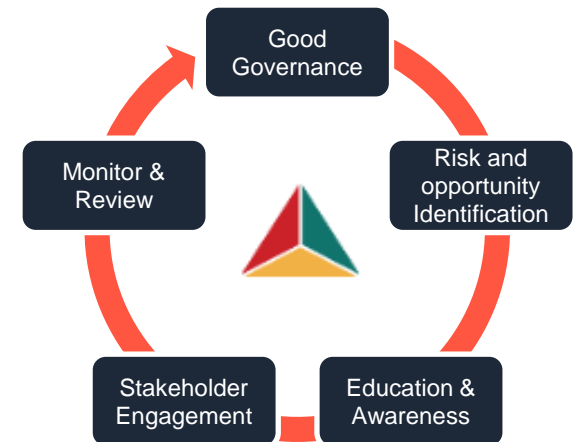 Good
Governance
Risk and
opportunity
Identification
Education &
Awareness
Stakeholder
Engagement
Monitor &
Review